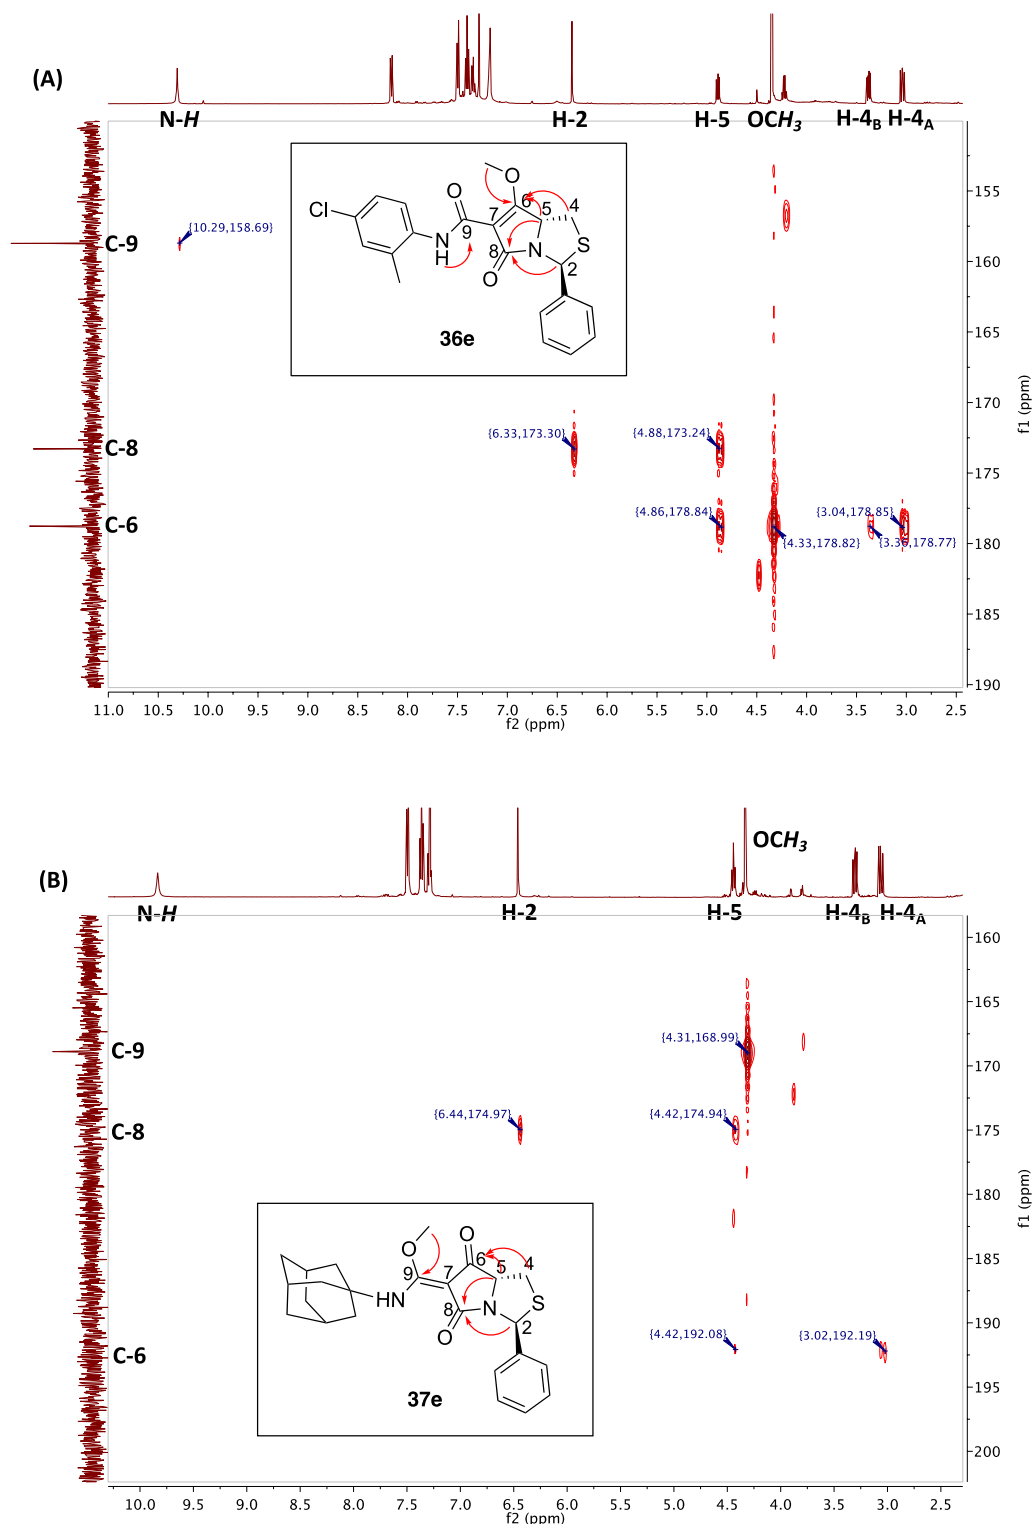 (A)
N-H
H-2
H-5
OCH3
H-4B
H-4A
{10.29,158.69}
C-9
Cl
O
N
H
O
O
N
S
9
7
8
6
5
4
2
36e
{6.33,173.30}
{4.88,173.24}
C-8
{4.86,178.84}
{3.04,178.85}
C-6
{4.33,178.82}
{3.36,178.77}
155
160
165
170
175
180
185
190
f1 (ppm)
11.0 10.5 10.0 9.5 9.0 8.5 8.0 7.5 7.0 6.5 6.0 5.5 5.0 4.5 4.0 3.5 3.0 2.5
f2 (ppm)
(B)
OCH3
N-H
H-2
H-5
H-4B
H-4A
{4.31,168.99}
C-9
{6.44,174.97}
{4.42,174.94}
C-8
O
O
HN
O
N
S
9
7
8
6
5
4
2
37e
{4.42,192.08}
{3.02,192.19}
C-6
160
165
170
175
180
185
190
195
200
f1 (ppm)
10.0 9.5 9.0 8.5 8.0 7.5 7.0 6.5 6.0 5.5 5.0 4.5 4.0 3.5 3.0 2.5
f2 (ppm)